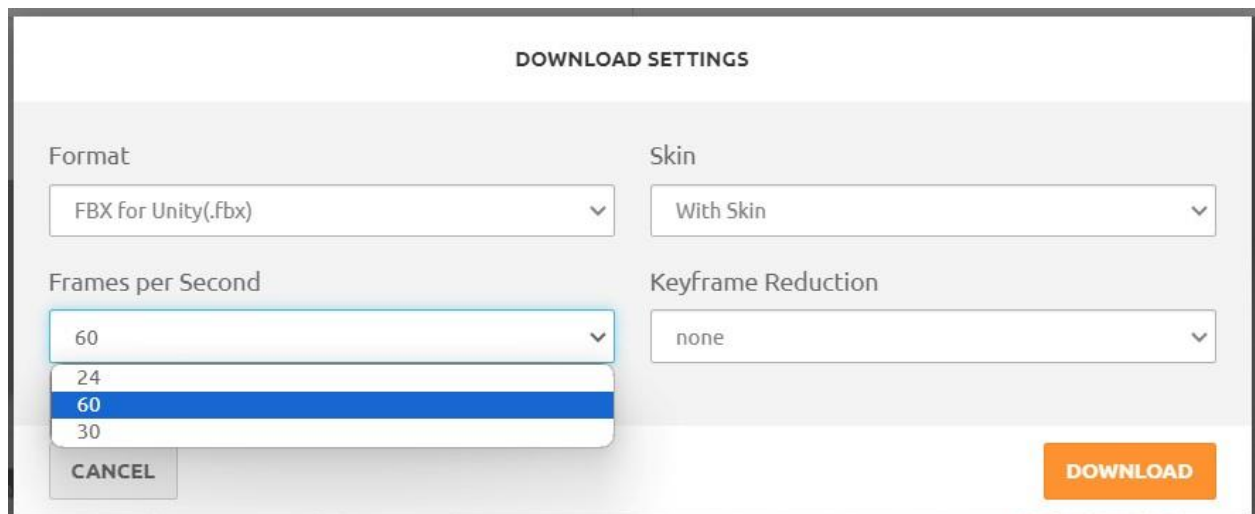 DOWNLOAD SETTINGS
Format
Skin
FBX for Unity(.fbx)
With Skin
Frames per Second
Keyframe Reduction
60
none
24
60
30
CANCEL
DOWNLOAD